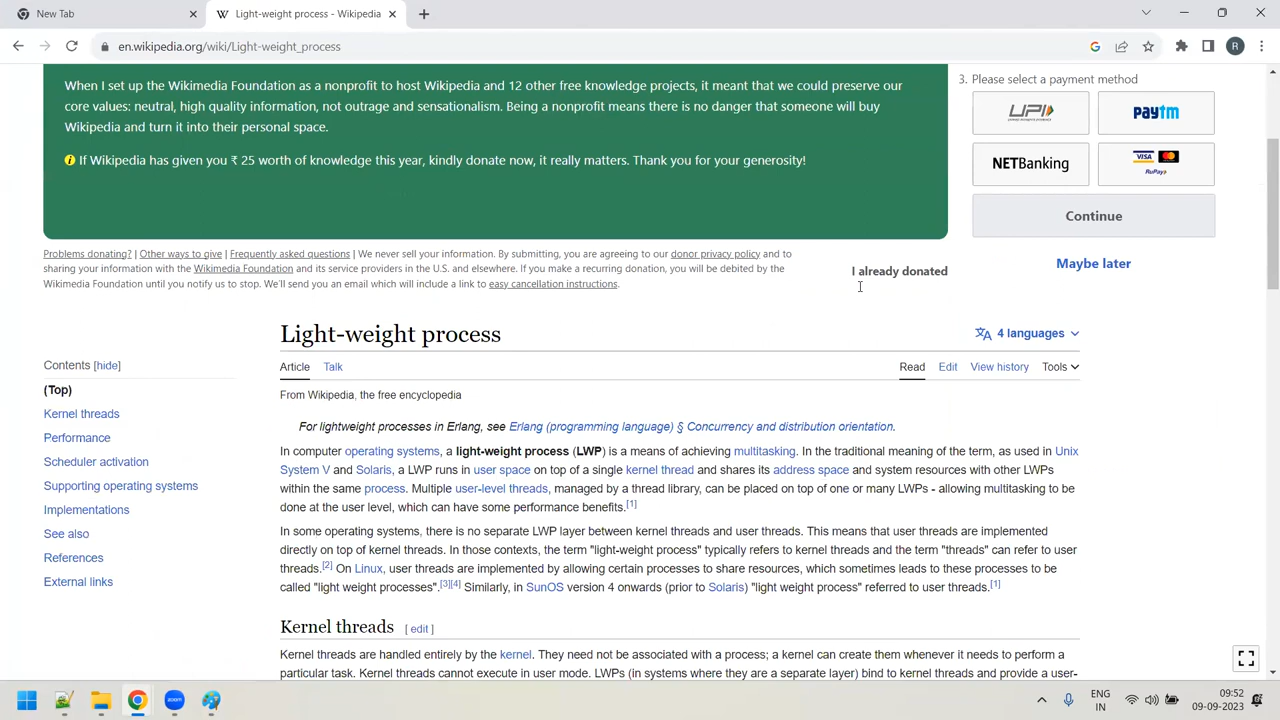 New Tab
Light-weight process - Wikipedia
en.wikipedia.org/wiki/Light-weight_process
R
When I set up the Wikimedia Foundation as a nonprofit to host Wikipedia and 12 other free knowledge projects, it meant that we could preserve our
core values: neutral, high quality information, not outrage and sensationalism. Being a nonprofit means there is no danger that someone will buy
Wikipedia and turn it into their personal space.
If Wikipedia has given you ₹ 25 worth of knowledge this year, kindly donate now, it really matters. Thank you for your generosity!
3. Please select a payment method
UPI
paytm
NETBanking
VISA
RuPay
Continue
Maybe later
Problems donating? | Other ways to give | Frequently asked questions | We never sell your information. By submitting, you are agreeing to our donor privacy policy and to
sharing your information with the Wikimedia Foundation and its service providers in the U.S. and elsewhere. If you make a recurring donation, you will be debited by the
Wikimedia Foundation until you notify us to stop. We'll send you an email which will include a link to easy cancellation instructions.
I already donated
Light-weight process
4 languages
Contents [hide]
(Top)
Kernel threads
Performance
Scheduler activation
Supporting operating systems
Implementations
See also
References
External links
Article Talk
Read Edit View history Tools
From Wikipedia, the free encyclopedia
For lightweight processes in Erlang, see Erlang (programming language) § Concurrency and distribution orientation.
In computer operating systems, a light-weight process (LWP) is a means of achieving multitasking. In the traditional meaning of the term, as used in Unix
System V and Solaris, a LWP runs in user space on top of a single kernel thread and shares its address space and system resources with other LWPs
within the same process. Multiple user-level threads, managed by a thread library, can be placed on top of one or many LWPs - allowing multitasking to be
done at the user level, which can have some performance benefits.[1]
In some operating systems, there is no separate LWP layer between kernel threads and user threads. This means that user threads are implemented
directly on top of kernel threads. In those contexts, the term "light-weight process" typically refers to kernel threads and the term "threads" can refer to user
threads.[2] On Linux, user threads are implemented by allowing certain processes to share resources, which sometimes leads to these processes to be
called "light weight processes".[3][4] Similarly, in SunOS version 4 onwards (prior to Solaris) "light weight process" referred to user threads.[1]
Kernel threads [ edit ]
Kernel threads are handled entirely by the kernel. They need not be associated with a process; a kernel can create them whenever it needs to perform a
particular task. Kernel threads cannot execute in user mode. LWPs (in systems where they are a separate layer) bind to kernel threads and provide a user-
zoom
ENG
IN
09:52
09-09-2023